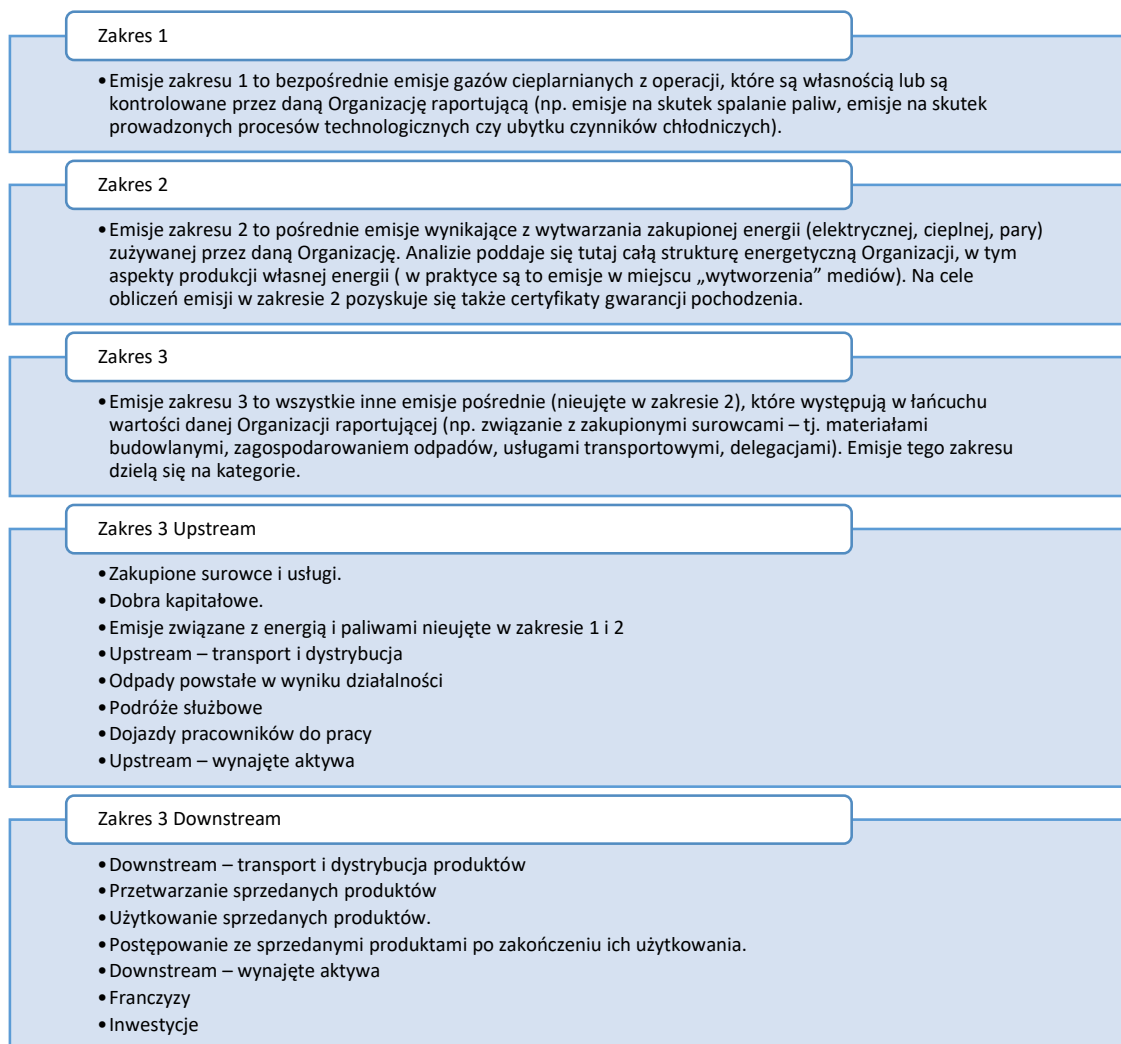 Zakres 1
•Emisje zakresu 1 to bezpośrednie emisje gazów cieplarnianych z operacji, które są własnością lub są
kontrolowane przez daną Organizację raportującą (np. emisje na skutek spalanie paliw, emisje na skutek
prowadzonych procesów technologicznych czy ubytku czynników chłodniczych).
Zakres 2
•Emisje zakresu 2 to pośrednie emisje wynikające z wytwarzania zakupionej energii (elektrycznej, cieplnej, pary)
zużywanej przez daną Organizację. Analizie poddaje się tutaj całą strukturę energetyczną Organizacji, w tym
aspekty produkcji własnej energii ( w praktyce są to emisje w miejscu „wytworzenia” mediów). Na cele
obliczeń emisji w zakresie 2 pozyskuje się także certyfikaty gwarancji pochodzenia.
Zakres 3
•Emisje zakresu 3 to wszystkie inne emisje pośrednie (nieujęte w zakresie 2), które występują w łańcuchu
wartości danej Organizacji raportującej (np. związanie z zakupionymi surowcami – tj. materiałami
budowlanymi, zagospodarowaniem odpadów, usługami transportowymi, delegacjami). Emisje tego zakresu
dzielą się na kategorie.
Zakres 3 Upstream
•Zakupione surowce i usługi.
•Dobra kapitałowe.
•Emisje związane z energią i paliwami nieujęte w zakresie 1 i 2
•Upstream – transport i dystrybucja
•Odpady powstałe w wyniku działalności
•Podróże służbowe
•Dojazdy pracowników do pracy
•Upstream – wynajęte aktywa
Zakres 3 Downstream
•Downstream – transport i dystrybucja produktów
•Przetwarzanie sprzedanych produktów
•Użytkowanie sprzedanych produktów.
•Postępowanie ze sprzedanymi produktami po zakończeniu ich użytkowania.
•Downstream – wynajęte aktywa
•Franczyzy
•Inwestycje